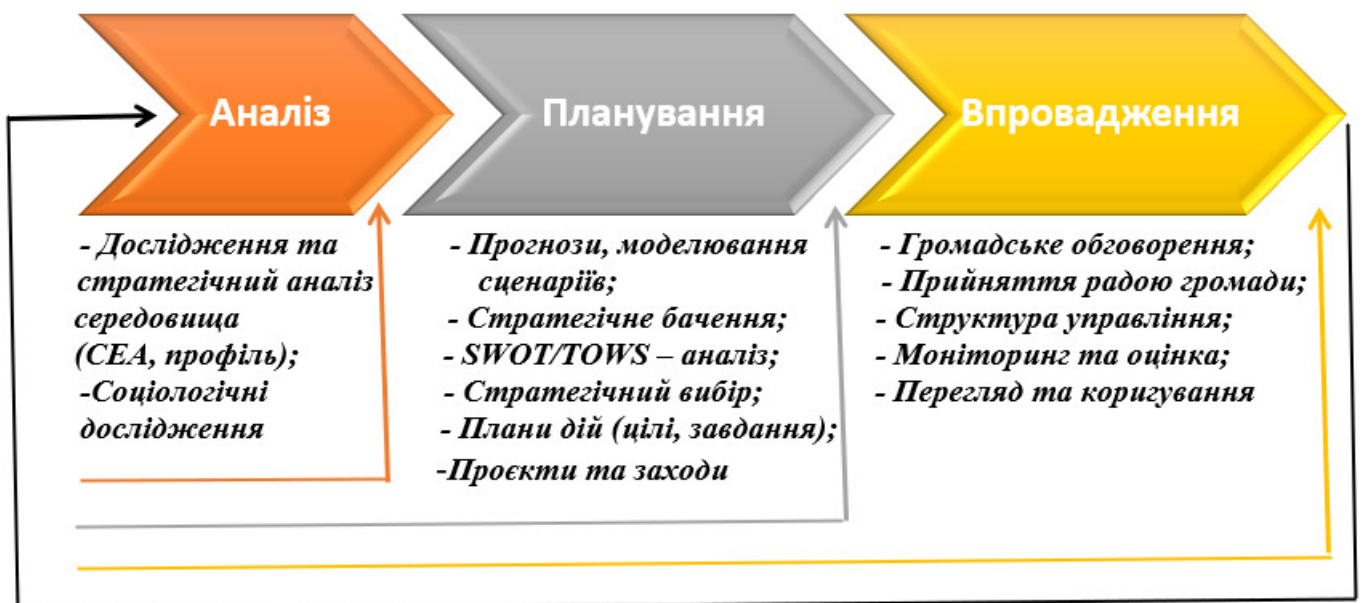 Аналіз
- Дослідження та
стратегічний аналіз
середовища
(СЕА, профіль);
-Соціологічні
дослідження
Планування
- Прогнози, моделювання
сценаріїв;
- Стратегічне бачення;
- SWOT/TOWS – аналіз;
- Стратегічний вибір;
- Плани дій (цілі, завдання);
-Проєкти та заходи
Впровадження
- Громадське обговорення;
- Прийняття радою громади;
- Структура управління;
- Моніторинг та оцінка;
- Перегляд та коригування